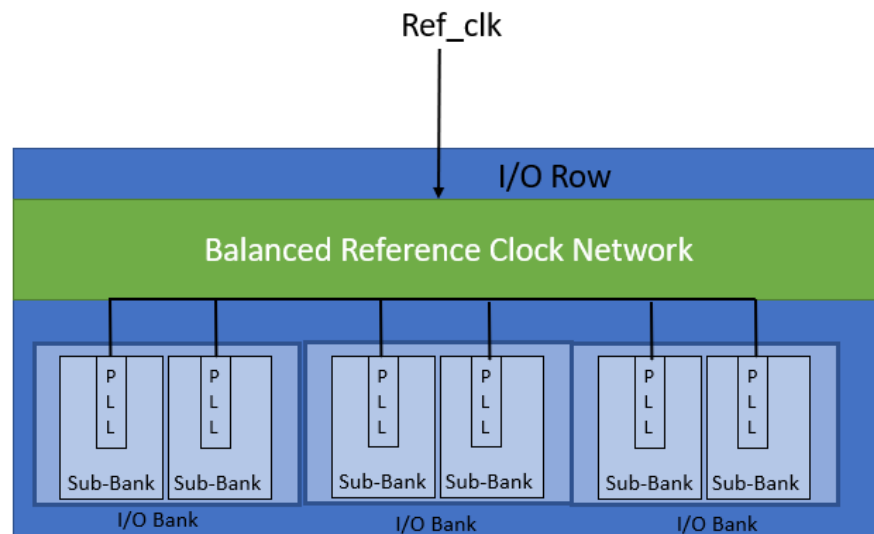 Ref_clk
I/O Row
Balanced Reference Clock Network
P P P P P P
L L L L L L
L L L L L L
Sub-Bank Sub-Bank Sub-Bank Sub-Bank Sub-Bank Sub-Bank
I/O Bank I/O Bank I/O Bank